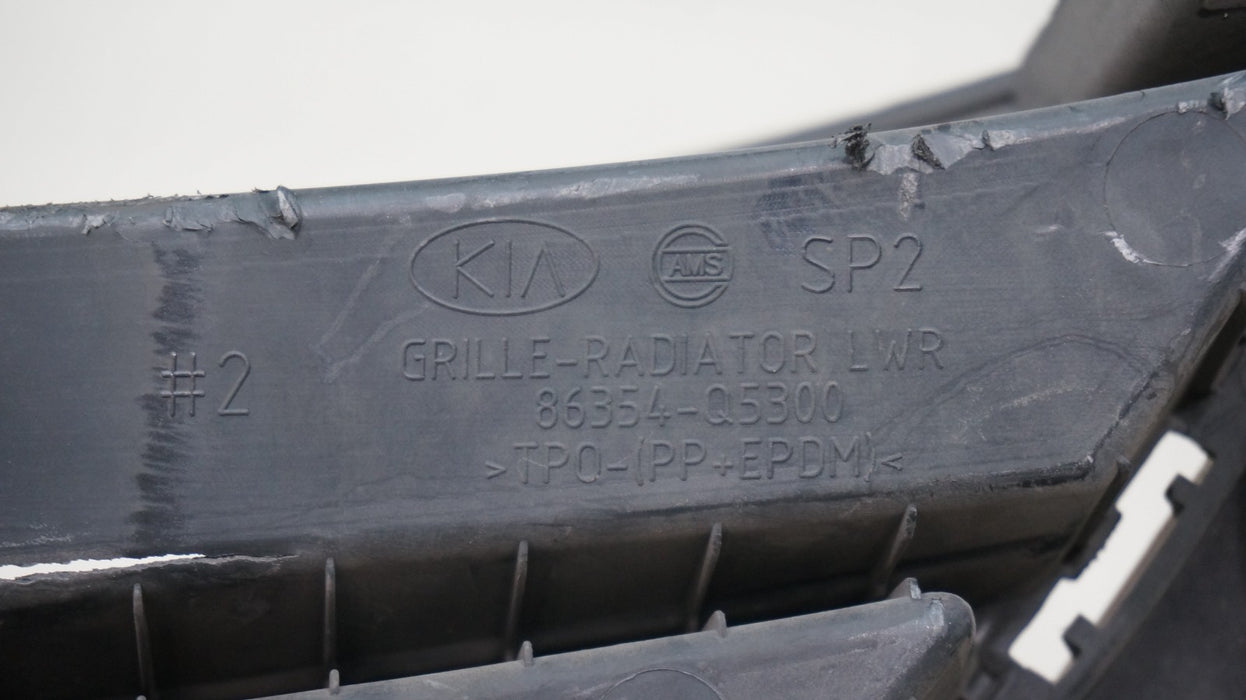 KIA AMS SP2
#2
GRILLE-RADIATOR LWR
86354-Q5300
>TPO-(PP+EPDM)<